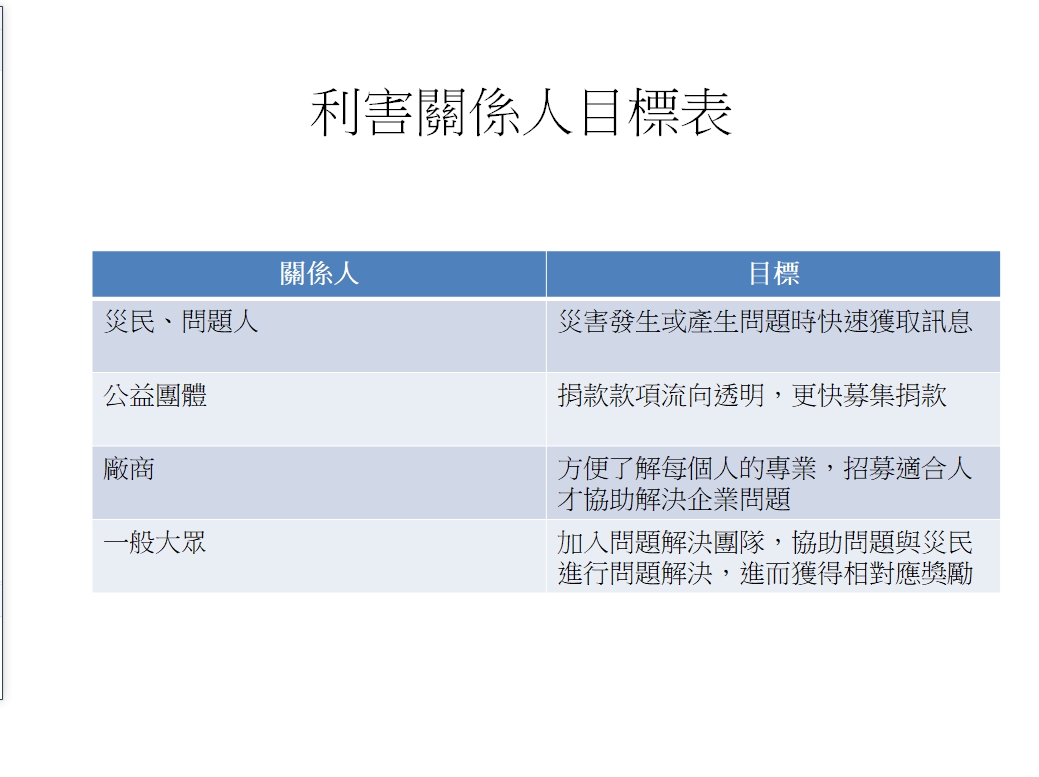 利害關係人目標表
關係人
目標
災民、問題人
災害發生或產生問題時快速獲取訊息
公益團體
捐款款項流向透明，更快募集捐款
廠商
方便了解每個人的專業，招募適合人
才協助解決企業問題
一般大眾
加入問題解決團隊，協助問題與災民
進行問題解決，進而獲得相對應獎勵